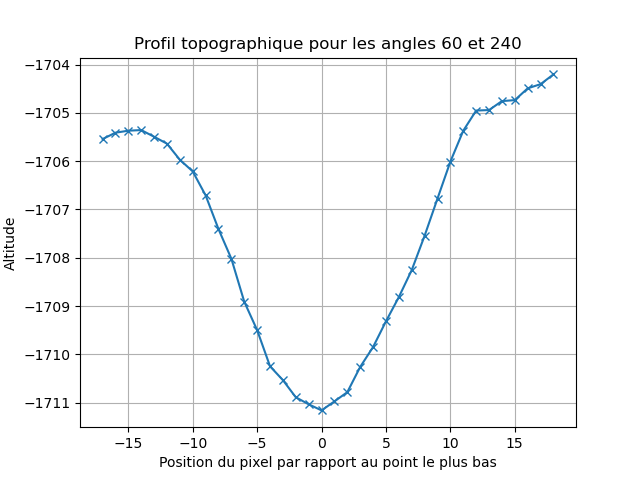 Profil topographique pour les angles 60 et 240
−1704
−1705
−1706
−1707
−1708
−1709
−1710
−1711
Altitude
−15 −10 −5 0 5 10 15
Position du pixel par rapport au point le plus bas